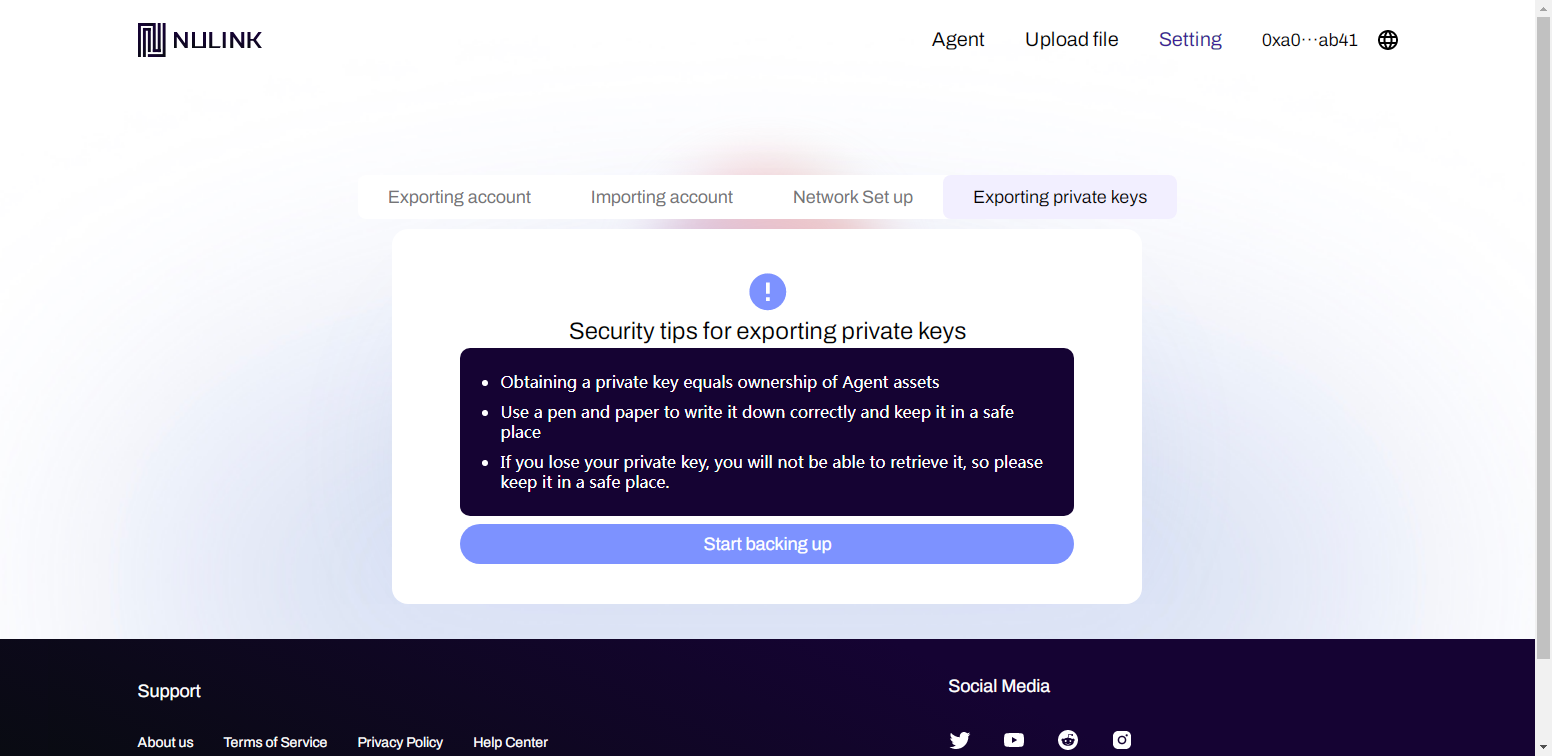 NULINK
Agent
Upload file
Setting
0xa0···ab41
Exporting account
Importing account
Network Set up
Exporting private keys
Security tips for exporting private keys
• Obtaining a private key equals ownership of Agent assets
• Use a pen and paper to write it down correctly and keep it in a safe
place
• If you lose your private key, you will not be able to retrieve it, so please
keep it in a safe place.
Start backing up
Support
About us
Terms of Service
Privacy Policy
Help Center
Social Media